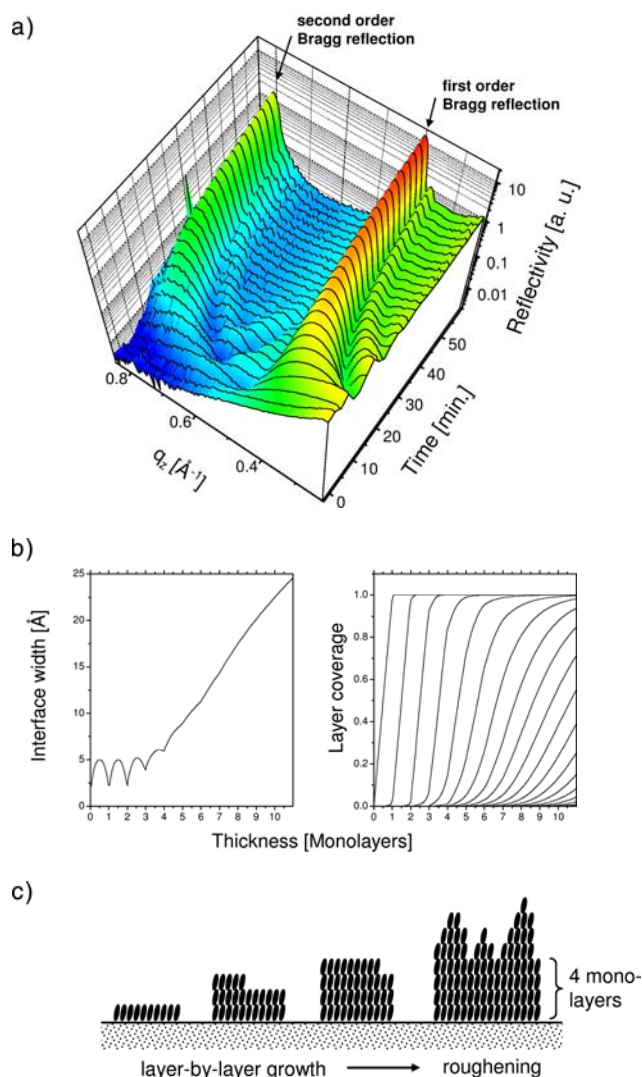 a)
second order
Bragg reflection
first order
Bragg reflection
10
1
0.1
0.01
Reflectivity [a. u.]
50
40
30
20
10
0
Time [min.]
0.8
0.6
0.4
q_z [Å⁻¹]
b)
25
20
15
10
5
0
Interface width [Å]
0 1 2 3 4 5 6 7 8 9 10
1.0
0.8
0.6
0.4
0.2
0.0
Layer coverage
0 1 2 3 4 5 6 7 8 9 10
Thickness [Monolayers]
c)
4 mono-
layers
layer-by-layer growth
roughening